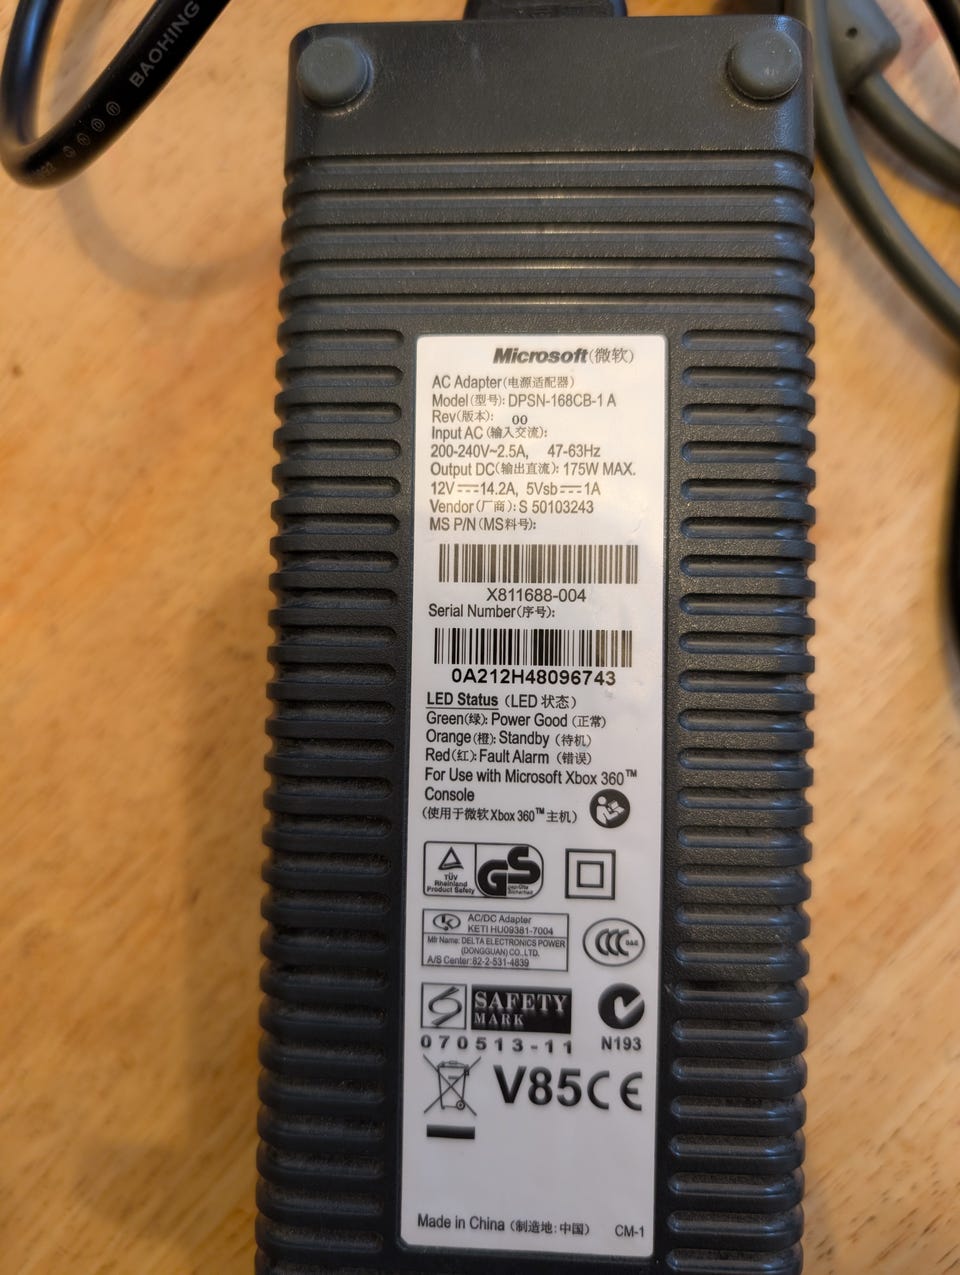 BAOHING
Microsoft(微软)
AC Adapter(电源适配器)
Model(型号): DPSN-168CB-1 A
Rev(版本): 00
Input AC (输入交流):
200-240V~2.5A, 47-63Hz
Output DC(输出直流): 175W MAX.
12V⎓14.2A, 5Vsb⎓1A
Vendor(厂商): S 50103243
MS P/N (MS料号):
X811688-004
Serial Number(序号):
0A212H48096743
LED Status (LED 状态)
Green(绿): Power Good (正常)
Orange(橙): Standby (待机)
Red(红): Fault Alarm (错误)
For Use with Microsoft Xbox 360™
Console
(使用于微软Xbox 360™主机)
TÜV
Rheinland
Product Safety
GS
geprüfte
Sicherheit
AC/DC Adapter
KETI HU09381-7004
Mfr Name: DELTA ELECTRONICS POWER
(DONGGUAN) CO., LTD.
A/S Center:82-2-531-4839
CCC
SAFETY
MARK
070513-11
N193
V85 CE
Made in China (制造地: 中国) CM-1